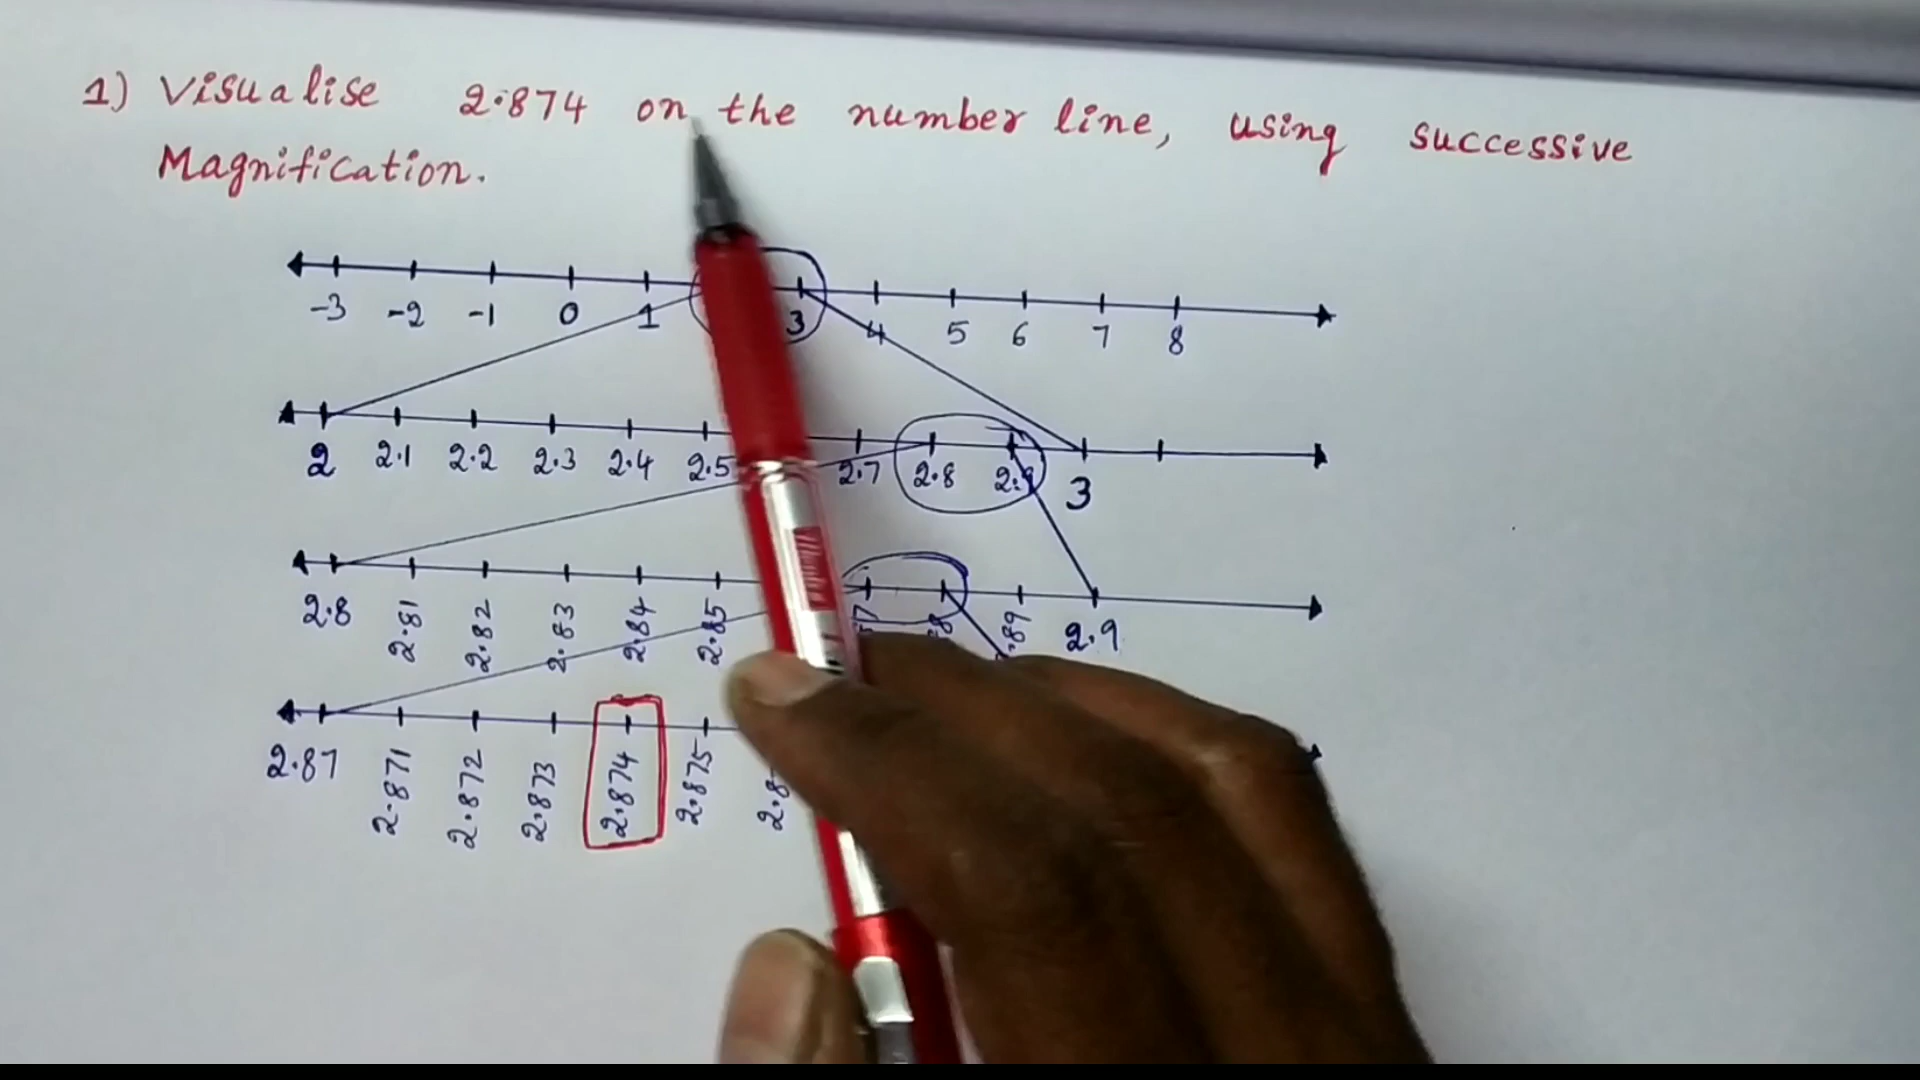 1) Visualise 2.874 on the number line, using successive
Magnification.
-3 -2 -1 0 1 3 4 5 6 7 8
2 2.1 2.2 2.3 2.4 2.5 2.7 2.8 2.9 3
2.8 2.81 2.82 2.83 2.84 2.85 2.9
2.87 2.871 2.872 2.873 2.874 2.875